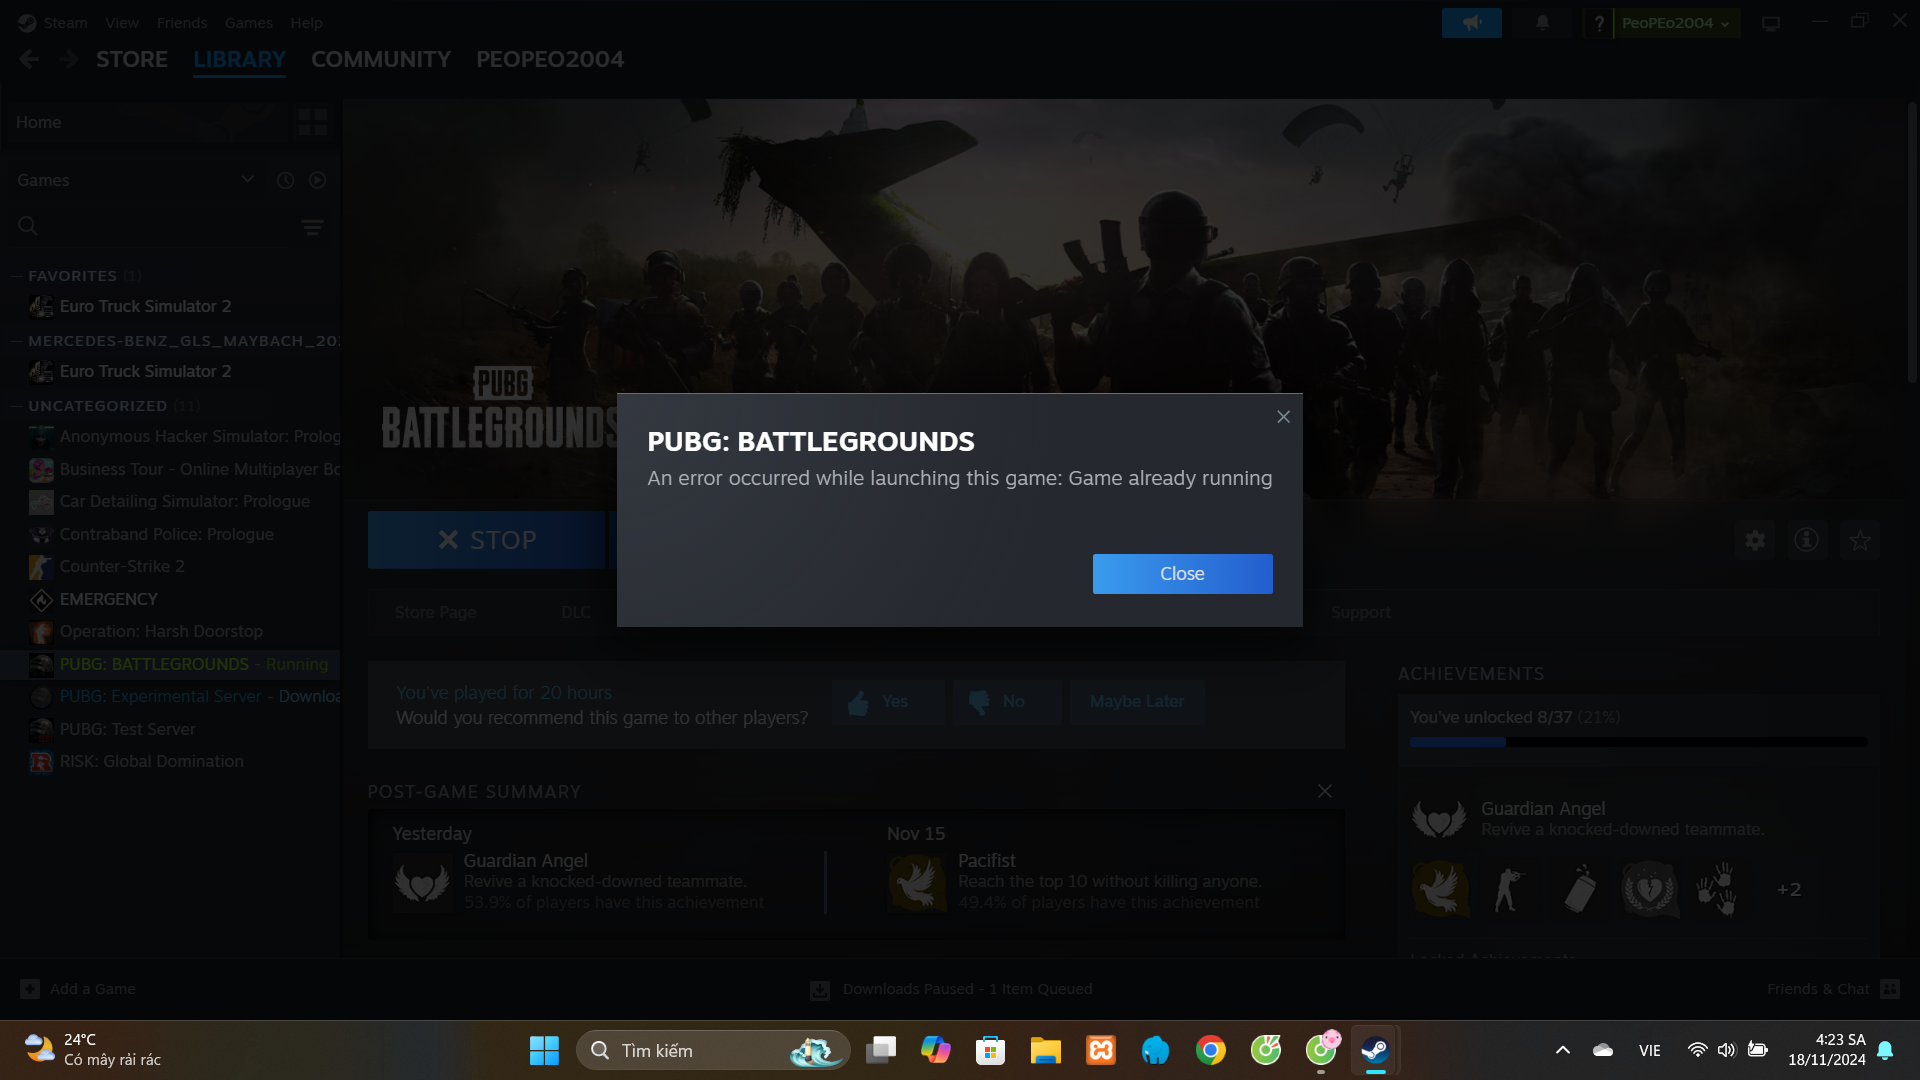 Steam View Friends Games Help
PeoPEo2004
STORE LIBRARY COMMUNITY PEOPEO2004
Home
Games
FAVORITES (1)
Euro Truck Simulator 2
MERCEDES-BENZ_GLS_MAYBACH_20
Euro Truck Simulator 2
UNCATEGORIZED (11)
Anonymous Hacker Simulator: Prolog
Business Tour - Online Multiplayer Bo
Car Detailing Simulator: Prologue
Contraband Police: Prologue
Counter-Strike 2
EMERGENCY
Operation: Harsh Doorstop
PUBG: BATTLEGROUNDS - Running
PUBG: Experimental Server - Downloa
PUBG: Test Server
RISK: Global Domination
PUBG
BATTLEGROUNDS
PUBG: BATTLEGROUNDS
An error occurred while launching this game: Game already running
Close
STOP
Store Page DLC Support
You've played for 20 hours
Would you recommend this game to other players?
Yes No Maybe Later
POST-GAME SUMMARY
Yesterday
Guardian Angel
Revive a knocked-downed teammate.
53.9% of players have this achievement
Nov 15
Pacifist
Reach the top 10 without killing anyone.
49.4% of players have this achievement
ACHIEVEMENTS
You've unlocked 8/37 (21%)
Guardian Angel
Revive a knocked-downed teammate.
+2
Add a Game
Downloads Paused - 1 Item Queued
Friends & Chat
24°C
Có mây rải rác
Tìm kiếm
VIE
4:23 SA
18/11/2024